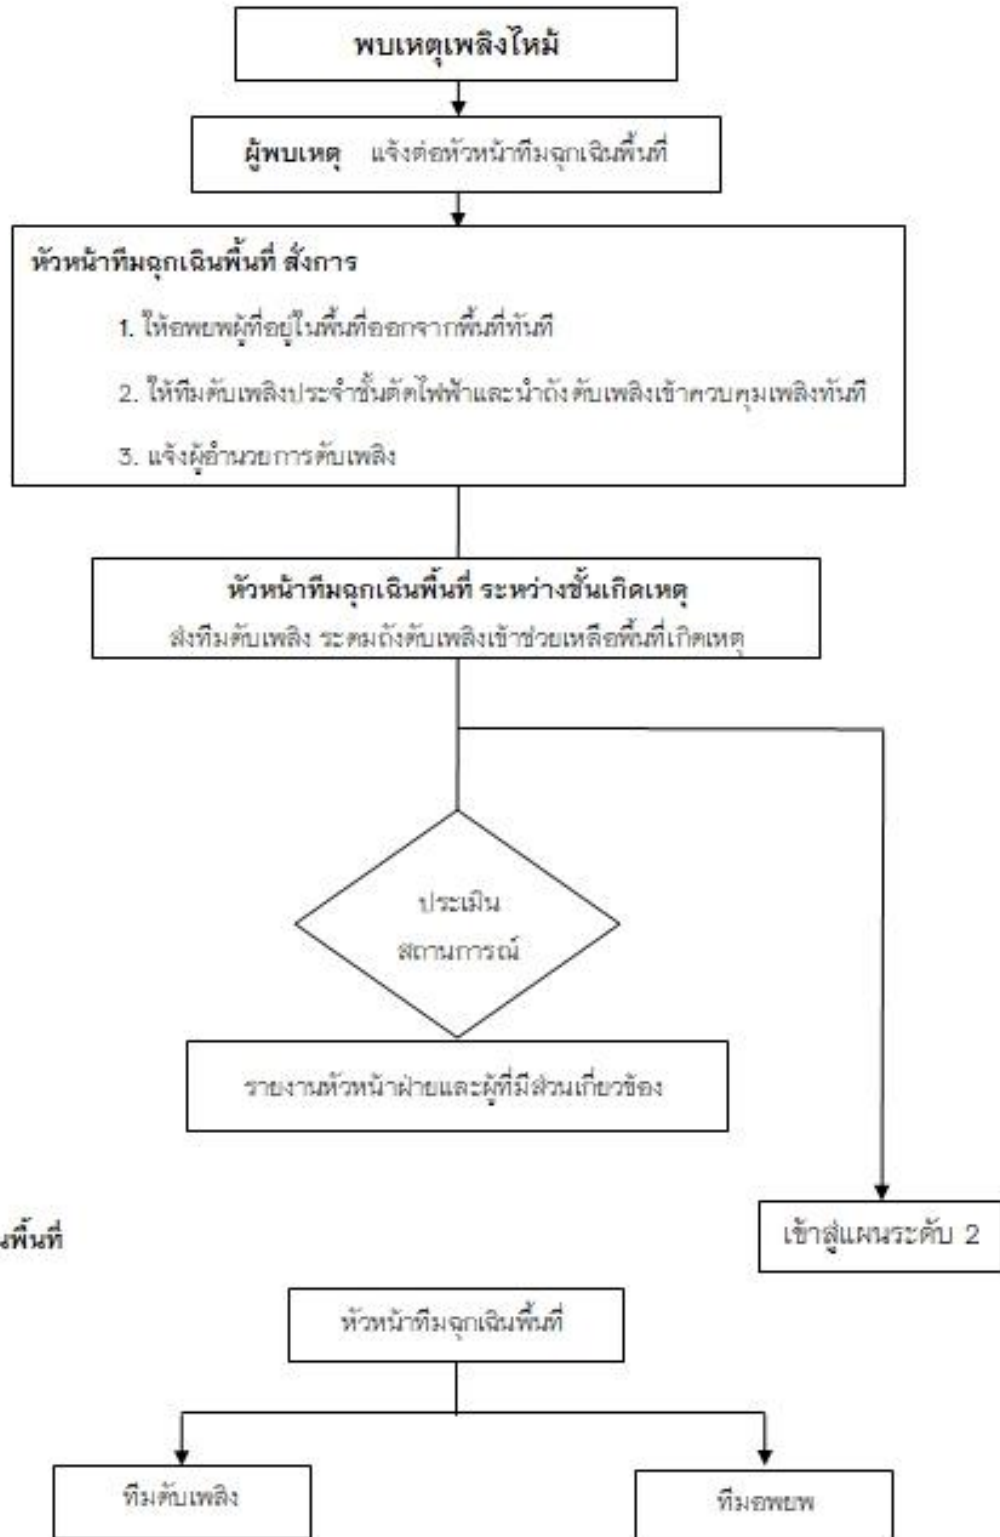 พบเหตุเพลิงไหม้
ผู้พบเหตุ แจ้งต่อหัวหน้าทีมฉุกเฉินพื้นที่
หัวหน้าทีมฉุกเฉินพื้นที่ สั่งการ
1. ให้อพยพผู้ที่อยู่ในพื้นที่ออกจากพื้นที่ทันที
2. ให้ทีมดับเพลิงประจำชั้นตัดไฟฟ้าและนำถังดับเพลิงเข้าควบคุมเพลิงทันที
3. แจ้งผู้อำนวยการดับเพลิง
หัวหน้าทีมฉุกเฉินพื้นที่ ระหว่างชั้นเกิดเหตุ
ส่งทีมดับเพลิง ระดมถังดับเพลิงเข้าช่วยเหลือพื้นที่เกิดเหตุ
ประเมิน
สถานการณ์
รายงานหัวหน้าฝ่ายและผู้ที่มีส่วนเกี่ยวข้อง
เข้าสู่แผนระดับ 2
นพื้นที่
หัวหน้าทีมฉุกเฉินพื้นที่
ทีมดับเพลิง
ทีมอพยพ